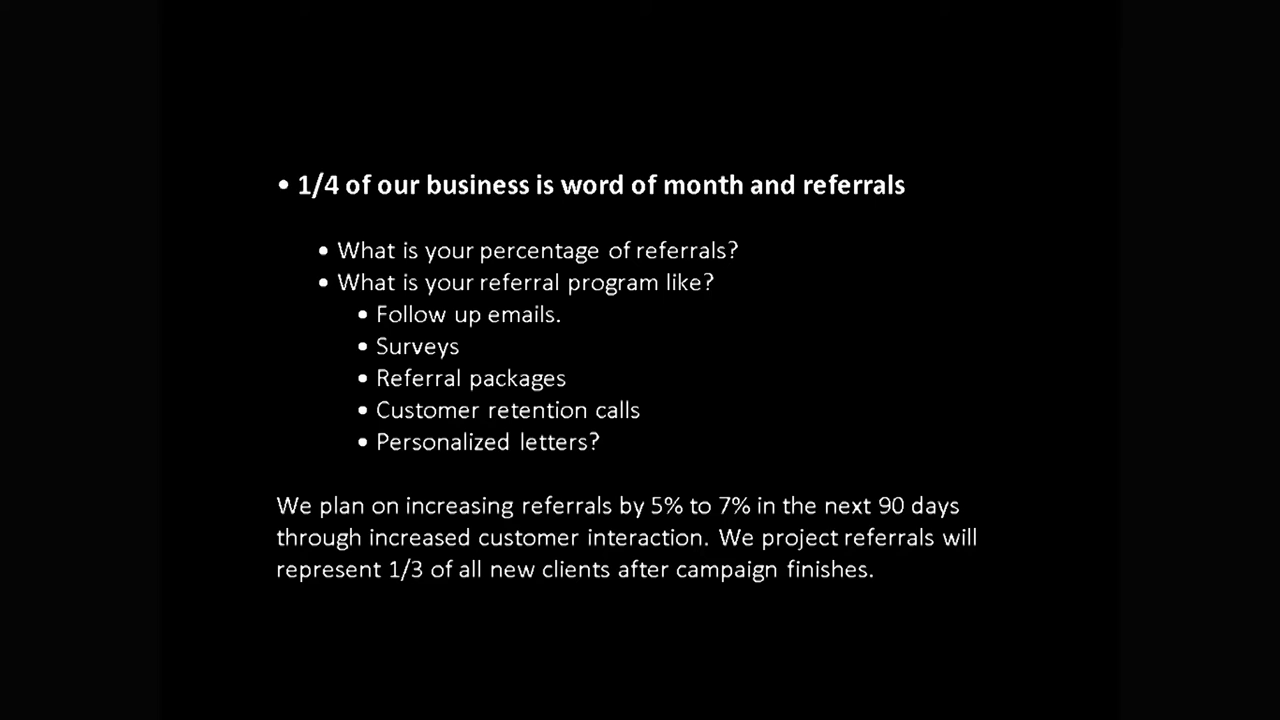 • 1/4 of our business is word of month and referrals
• What is your percentage of referrals?
• What is your referral program like?
• Follow up emails.
• Surveys
• Referral packages
• Customer retention calls
• Personalized letters?
We plan on increasing referrals by 5% to 7% in the next 90 days
through increased customer interaction. We project referrals will
represent 1/3 of all new clients after campaign finishes.